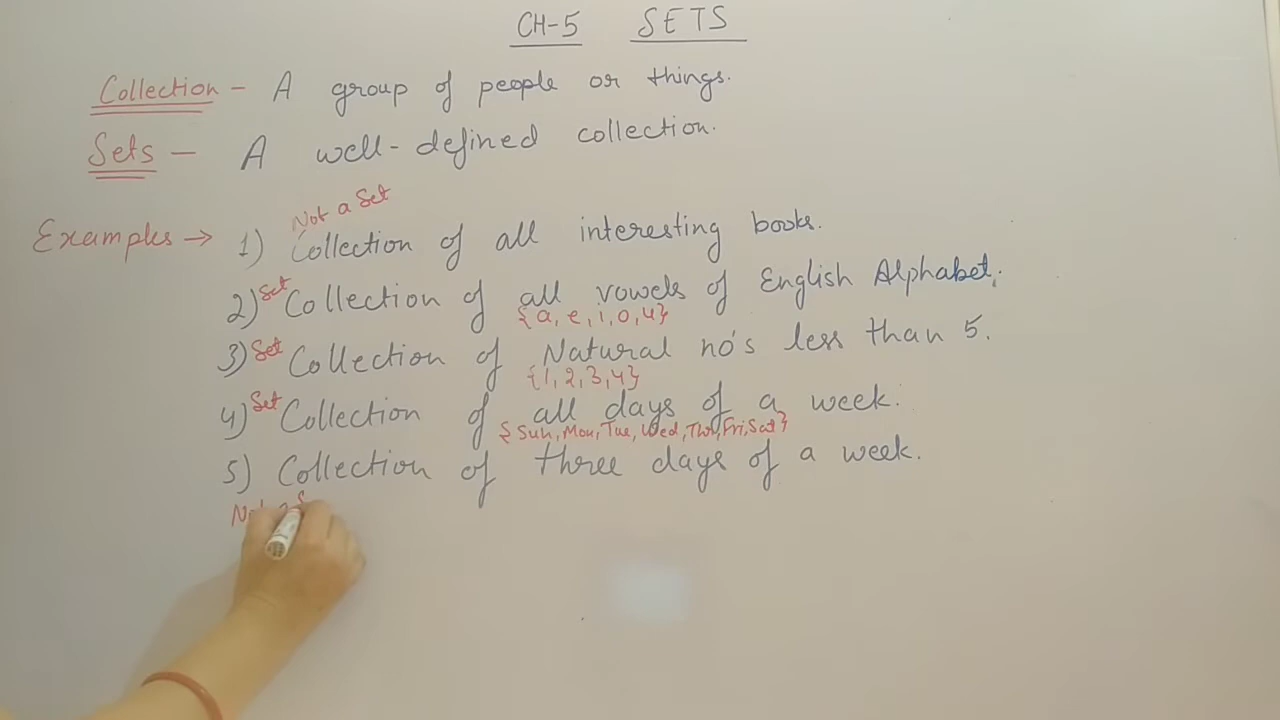 CH-5 SETS
Collection - A group of people or things.
Sets - A well-defined collection.
Not a Set
Examples → 1) Collection of all interesting books.
2) Set Collection of all vowels of English Alphabet.
{a, e, i, o, u}
3) Set Collection of Natural no's less than 5.
{1, 2, 3, 4}
4) Set Collection of all days of a week.
{Sun, Mon, Tue, Wed, Thu, Fri, Sat}
5) Collection of three days of a week.